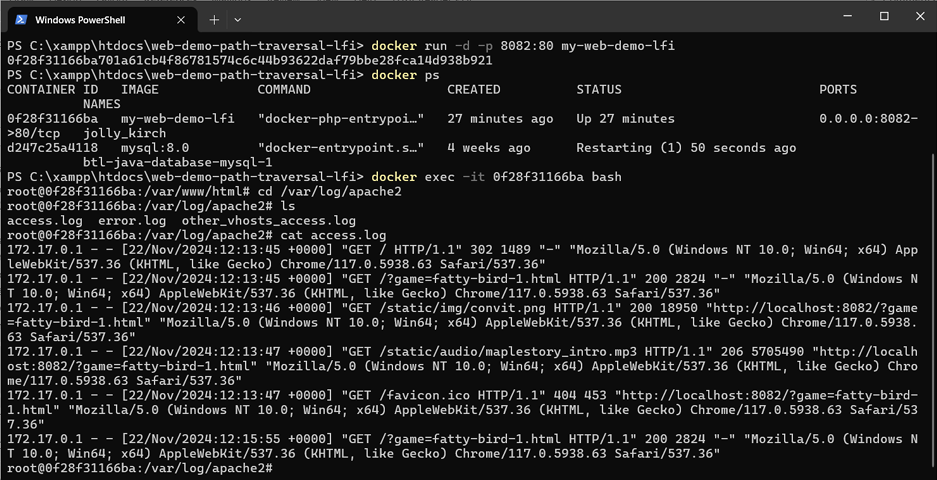 Windows PowerShell
PS C:\xampp\htdocs\web-demo-path-traversal-lfi> docker run -d -p 8082:80 my-web-demo-lfi
0f28f31166ba701a61cb4f86781574c6c44b93622daf79bbe28fca14d938b921
PS C:\xampp\htdocs\web-demo-path-traversal-lfi> docker ps
CONTAINER ID   IMAGE             COMMAND                  CREATED          STATUS                          PORTS
          NAMES
0f28f31166ba   my-web-demo-lfi   "docker-php-entrypoi…"   27 minutes ago   Up 27 minutes                   0.0.0.0:8082-
>80/tcp   jolly_kirch
d247c25a4118   mysql:8.0         "docker-entrypoint.s…"   4 weeks ago      Restarting (1) 50 seconds ago
          btl-java-database-mysql-1
PS C:\xampp\htdocs\web-demo-path-traversal-lfi> docker exec -it 0f28f31166ba bash
root@0f28f31166ba:/var/www/html# cd /var/log/apache2
root@0f28f31166ba:/var/log/apache2# ls
access.log  error.log  other_vhosts_access.log
root@0f28f31166ba:/var/log/apache2# cat access.log
172.17.0.1 - - [22/Nov/2024:12:13:45 +0000] "GET / HTTP/1.1" 302 1489 "-" "Mozilla/5.0 (Windows NT 10.0; Win64; x64) App
leWebKit/537.36 (KHTML, like Gecko) Chrome/117.0.5938.63 Safari/537.36"
172.17.0.1 - - [22/Nov/2024:12:13:45 +0000] "GET /?game=fatty-bird-1.html HTTP/1.1" 200 2824 "-" "Mozilla/5.0 (Windows N
T 10.0; Win64; x64) AppleWebKit/537.36 (KHTML, like Gecko) Chrome/117.0.5938.63 Safari/537.36"
172.17.0.1 - - [22/Nov/2024:12:13:46 +0000] "GET /static/img/convit.png HTTP/1.1" 200 18950 "http://localhost:8082/?game
=fatty-bird-1.html" "Mozilla/5.0 (Windows NT 10.0; Win64; x64) AppleWebKit/537.36 (KHTML, like Gecko) Chrome/117.0.5938.
63 Safari/537.36"
172.17.0.1 - - [22/Nov/2024:12:13:47 +0000] "GET /static/audio/maplestory_intro.mp3 HTTP/1.1" 206 5705490 "http://localh
ost:8082/?game=fatty-bird-1.html" "Mozilla/5.0 (Windows NT 10.0; Win64; x64) AppleWebKit/537.36 (KHTML, like Gecko) Chro
me/117.0.5938.63 Safari/537.36"
172.17.0.1 - - [22/Nov/2024:12:13:47 +0000] "GET /favicon.ico HTTP/1.1" 404 453 "http://localhost:8082/?game=fatty-bird-
1.html" "Mozilla/5.0 (Windows NT 10.0; Win64; x64) AppleWebKit/537.36 (KHTML, like Gecko) Chrome/117.0.5938.63 Safari/53
7.36"
172.17.0.1 - - [22/Nov/2024:12:15:55 +0000] "GET /?game=fatty-bird-1.html HTTP/1.1" 200 2824 "-" "Mozilla/5.0 (Windows N
T 10.0; Win64; x64) AppleWebKit/537.36 (KHTML, like Gecko) Chrome/117.0.5938.63 Safari/537.36"
root@0f28f31166ba:/var/log/apache2#